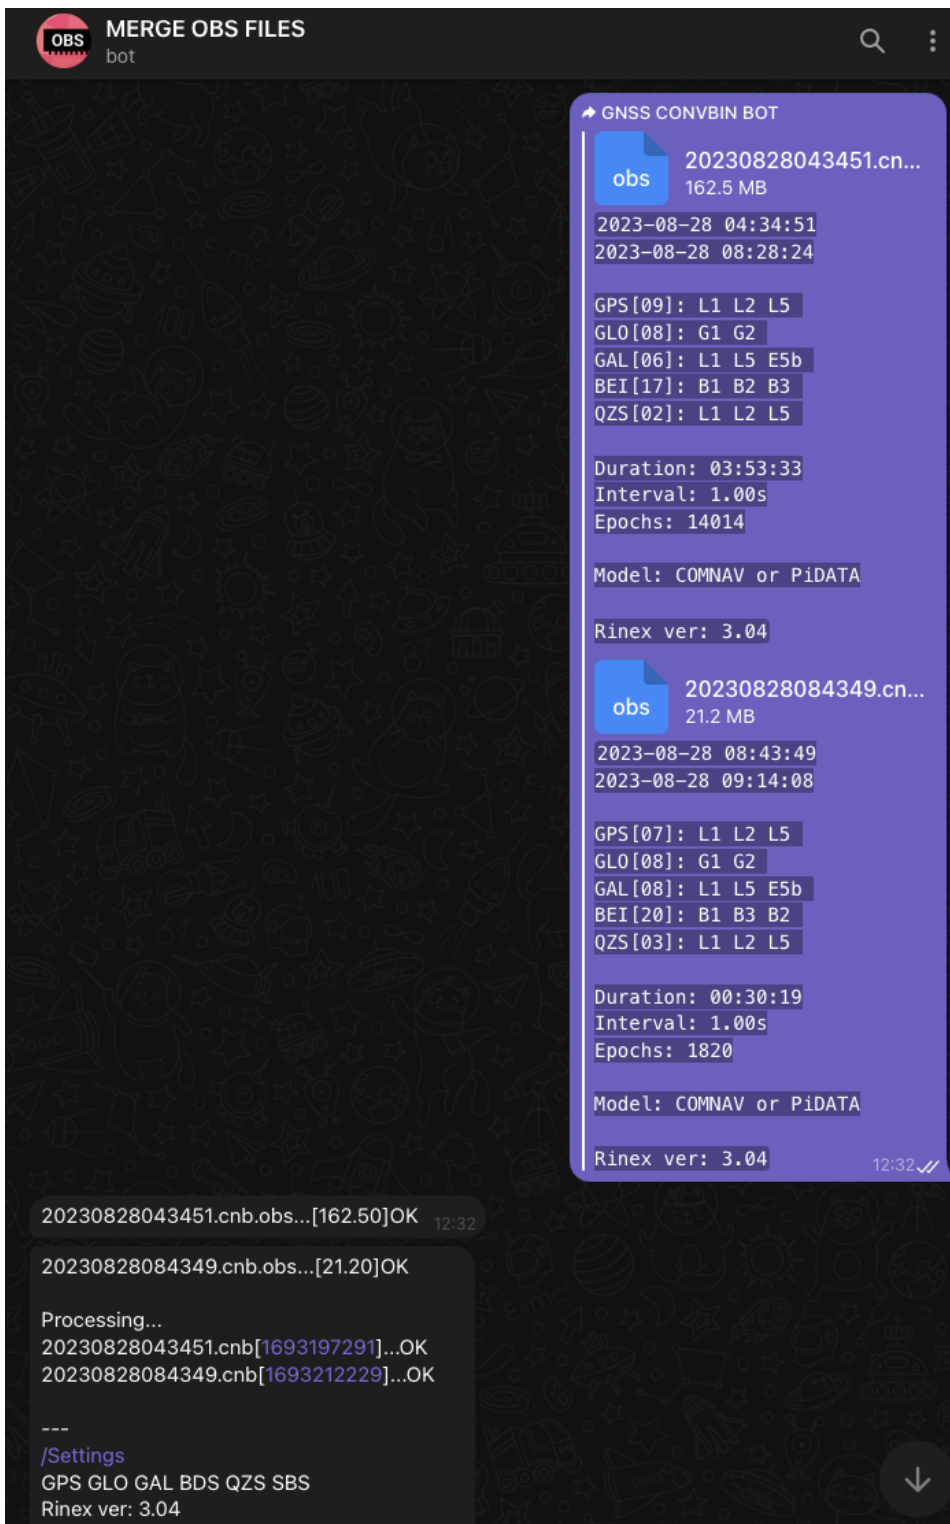 OBS
MERGE OBS FILES
bot
GNSS CONVBIN BOT
obs
20230828043451.cn...
162.5 MB
2023-08-28 04:34:51
2023-08-28 08:28:24
GPS[09]: L1 L2 L5
GLO[08]: G1 G2
GAL[06]: L1 L5 E5b
BEI[17]: B1 B2 B3
QZS[02]: L1 L2 L5
Duration: 03:53:33
Interval: 1.00s
Epochs: 14014
Model: COMNAV or PiDATA
Rinex ver: 3.04
obs
20230828084349.cn...
21.2 MB
2023-08-28 08:43:49
2023-08-28 09:14:08
GPS[07]: L1 L2 L5
GLO[08]: G1 G2
GAL[08]: L1 L5 E5b
BEI[20]: B1 B3 B2
QZS[03]: L1 L2 L5
Duration: 00:30:19
Interval: 1.00s
Epochs: 1820
Model: COMNAV or PiDATA
Rinex ver: 3.04
12:32
20230828043451.cnb.obs...[162.50]OK
12:32
20230828084349.cnb.obs...[21.20]OK
Processing...
20230828043451.cnb[1693197291]...OK
20230828084349.cnb[1693212229]...OK
---
/Settings
GPS GLO GAL BDS QZS SBS
Rinex ver: 3.04